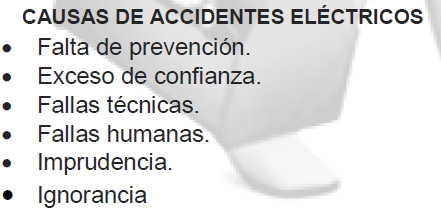 CAUSAS DE ACCIDENTES ELÉCTRICOS
• Falta de prevención.
• Exceso de confianza.
• Fallas técnicas.
• Fallas humanas.
• Imprudencia.
• Ignorancia